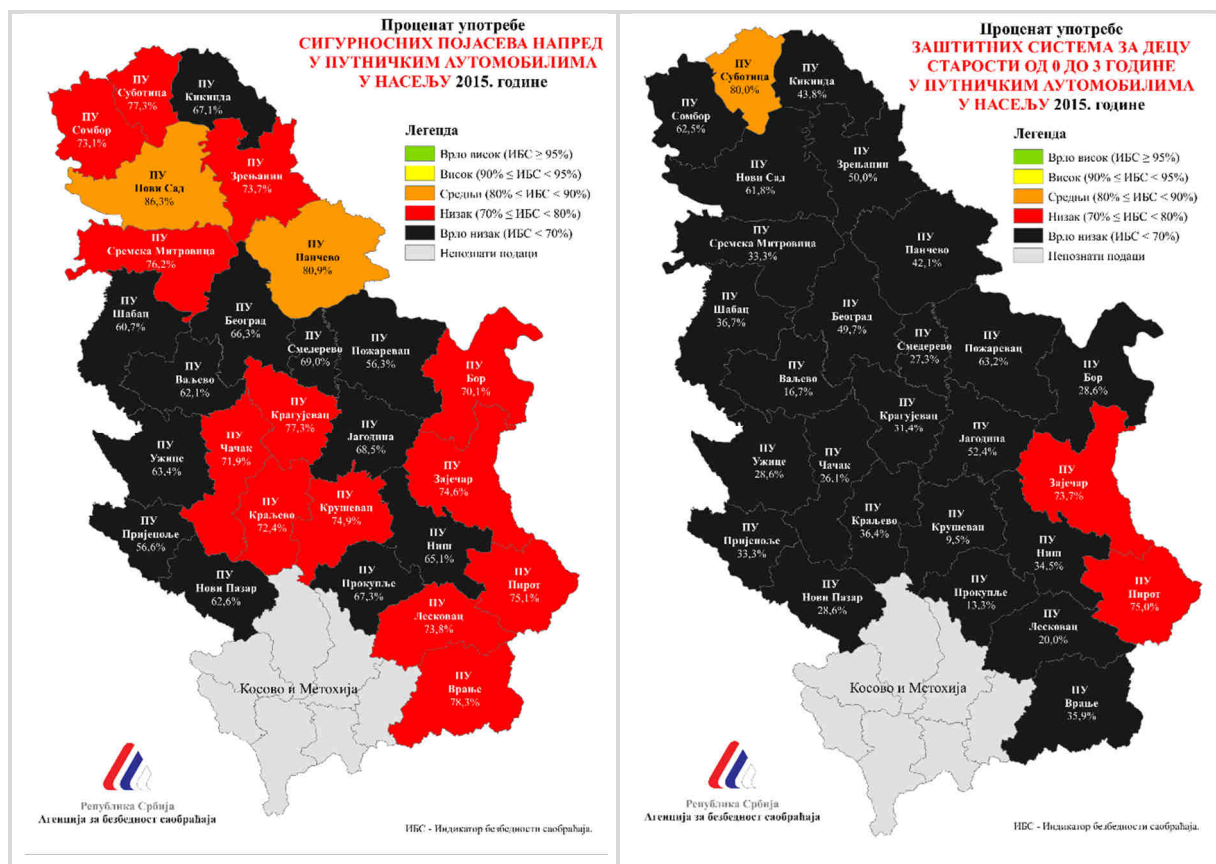 Проценат употребе
СИГУРНОСНИХ ПОЈАСЕВА НАПРЕД
У ПУТНИЧКИМ АУТОМОБИЛИМА
У НАСЕЉУ 2015. године
Легенда
Врло висок (ИБС ≥ 95%)
Висок (90% ≤ ИБС < 95%)
Средњи (80% ≤ ИБС < 90%)
Низак (70% ≤ ИБС < 80%)
Врло низак (ИБС < 70%)
Непознати подаци
ПУ
Суботица
77,3%
ПУ
Кикинда
67,1%
ПУ
Сомбор
73,1%
ПУ
Нови Сад
86,3%
ПУ
Зрењанин
73,7%
ПУ
Сремска Митровица
76,2%
ПУ
Панчево
80,9%
ПУ
Шабац
60,7%
ПУ
Београд
66,3%
ПУ
Смедерево
69,0%
ПУ
Пожаревац
56,3%
ПУ
Бор
70,1%
ПУ
Ваљево
62,1%
ПУ
Крагујевац
77,3%
ПУ
Јагодина
68,5%
ПУ
Ужице
63,4%
ПУ
Чачак
71,9%
ПУ
Зајечар
74,6%
ПУ
Краљево
72,4%
ПУ
Крушевац
74,9%
ПУ
Пријепоље
56,6%
ПУ
Ниш
65,1%
ПУ
Нови Пазар
62,6%
ПУ
Прокупље
67,3%
ПУ
Пирот
75,1%
ПУ
Лесковац
73,8%
ПУ
Врање
78,3%
Косово и Метохија
Република Србија
Агенција за безбедност саобраћаја
ИБС - Индикатор безбедности саобраћаја.
Проценат употребе
ЗАШТИТНИХ СИСТЕМА ЗА ДЕЦУ
СТАРОСТИ ОД 0 ДО 3 ГОДИНЕ
У ПУТНИЧКИМ АУТОМОБИЛИМА
У НАСЕЉУ 2015. године
Легенда
Врло висок (ИБС ≥ 95%)
Висок (90% ≤ ИБС < 95%)
Средњи (80% ≤ ИБС < 90%)
Низак (70% ≤ ИБС < 80%)
Врло низак (ИБС < 70%)
Непознати подаци
ПУ
Суботица
80,0%
ПУ
Кикинда
43,8%
ПУ
Сомбор
62,5%
ПУ
Нови Сад
61,8%
ПУ
Зрењанин
50,0%
ПУ
Сремска Митровица
33,3%
ПУ
Панчево
42,1%
ПУ
Шабац
36,7%
ПУ
Београд
49,7%
ПУ
Смедерево
27,3%
ПУ
Пожаревац
63,2%
ПУ
Бор
28,6%
ПУ
Ваљево
16,7%
ПУ
Крагујевац
31,4%
ПУ
Јагодина
52,4%
ПУ
Ужице
28,6%
ПУ
Чачак
26,1%
ПУ
Зајечар
73,7%
ПУ
Краљево
36,4%
ПУ
Крушевац
9,5%
ПУ
Пријепоље
33,3%
ПУ
Ниш
34,5%
ПУ
Нови Пазар
28,6%
ПУ
Прокупље
13,3%
ПУ
Пирот
75,0%
ПУ
Лесковац
20,0%
ПУ
Врање
35,9%
Косово и Метохија
Република Србија
Агенција за безбедност саобраћаја
ИБС - Индикатор безбедности саобраћаја.